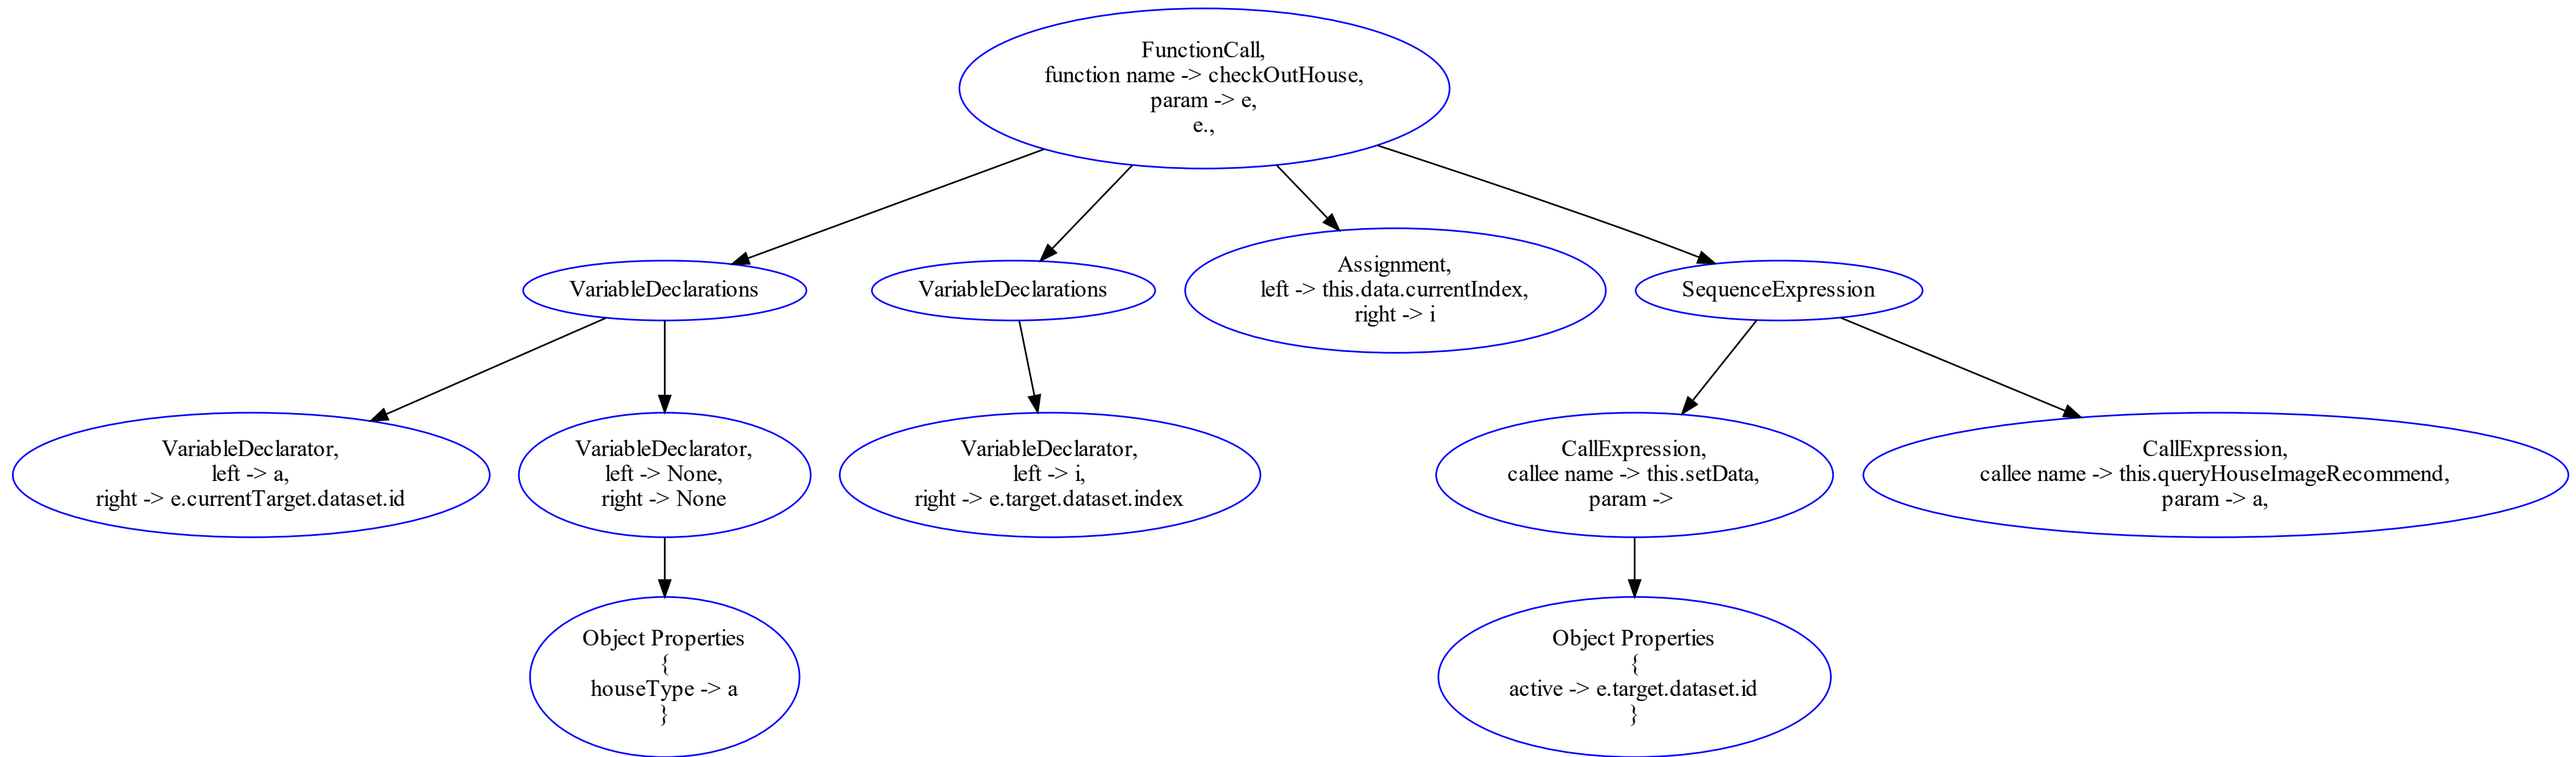 FunctionCall,
function name -> checkOutHouse,
param -> e,
e.,
VariableDeclarations
VariableDeclarations
Assignment,
left -> this.data.currentIndex,
right -> i
SequenceExpression
VariableDeclarator,
left -> a,
right -> e.currentTarget.dataset.id
VariableDeclarator,
left -> None,
right -> None
VariableDeclarator,
left -> i,
right -> e.target.dataset.index
CallExpression,
callee name -> this.setData,
param ->
CallExpression,
callee name -> this.queryHouseImageRecommend,
param -> a,
Object Properties
{
houseType -> a
}
Object Properties
{
active -> e.target.dataset.id
}